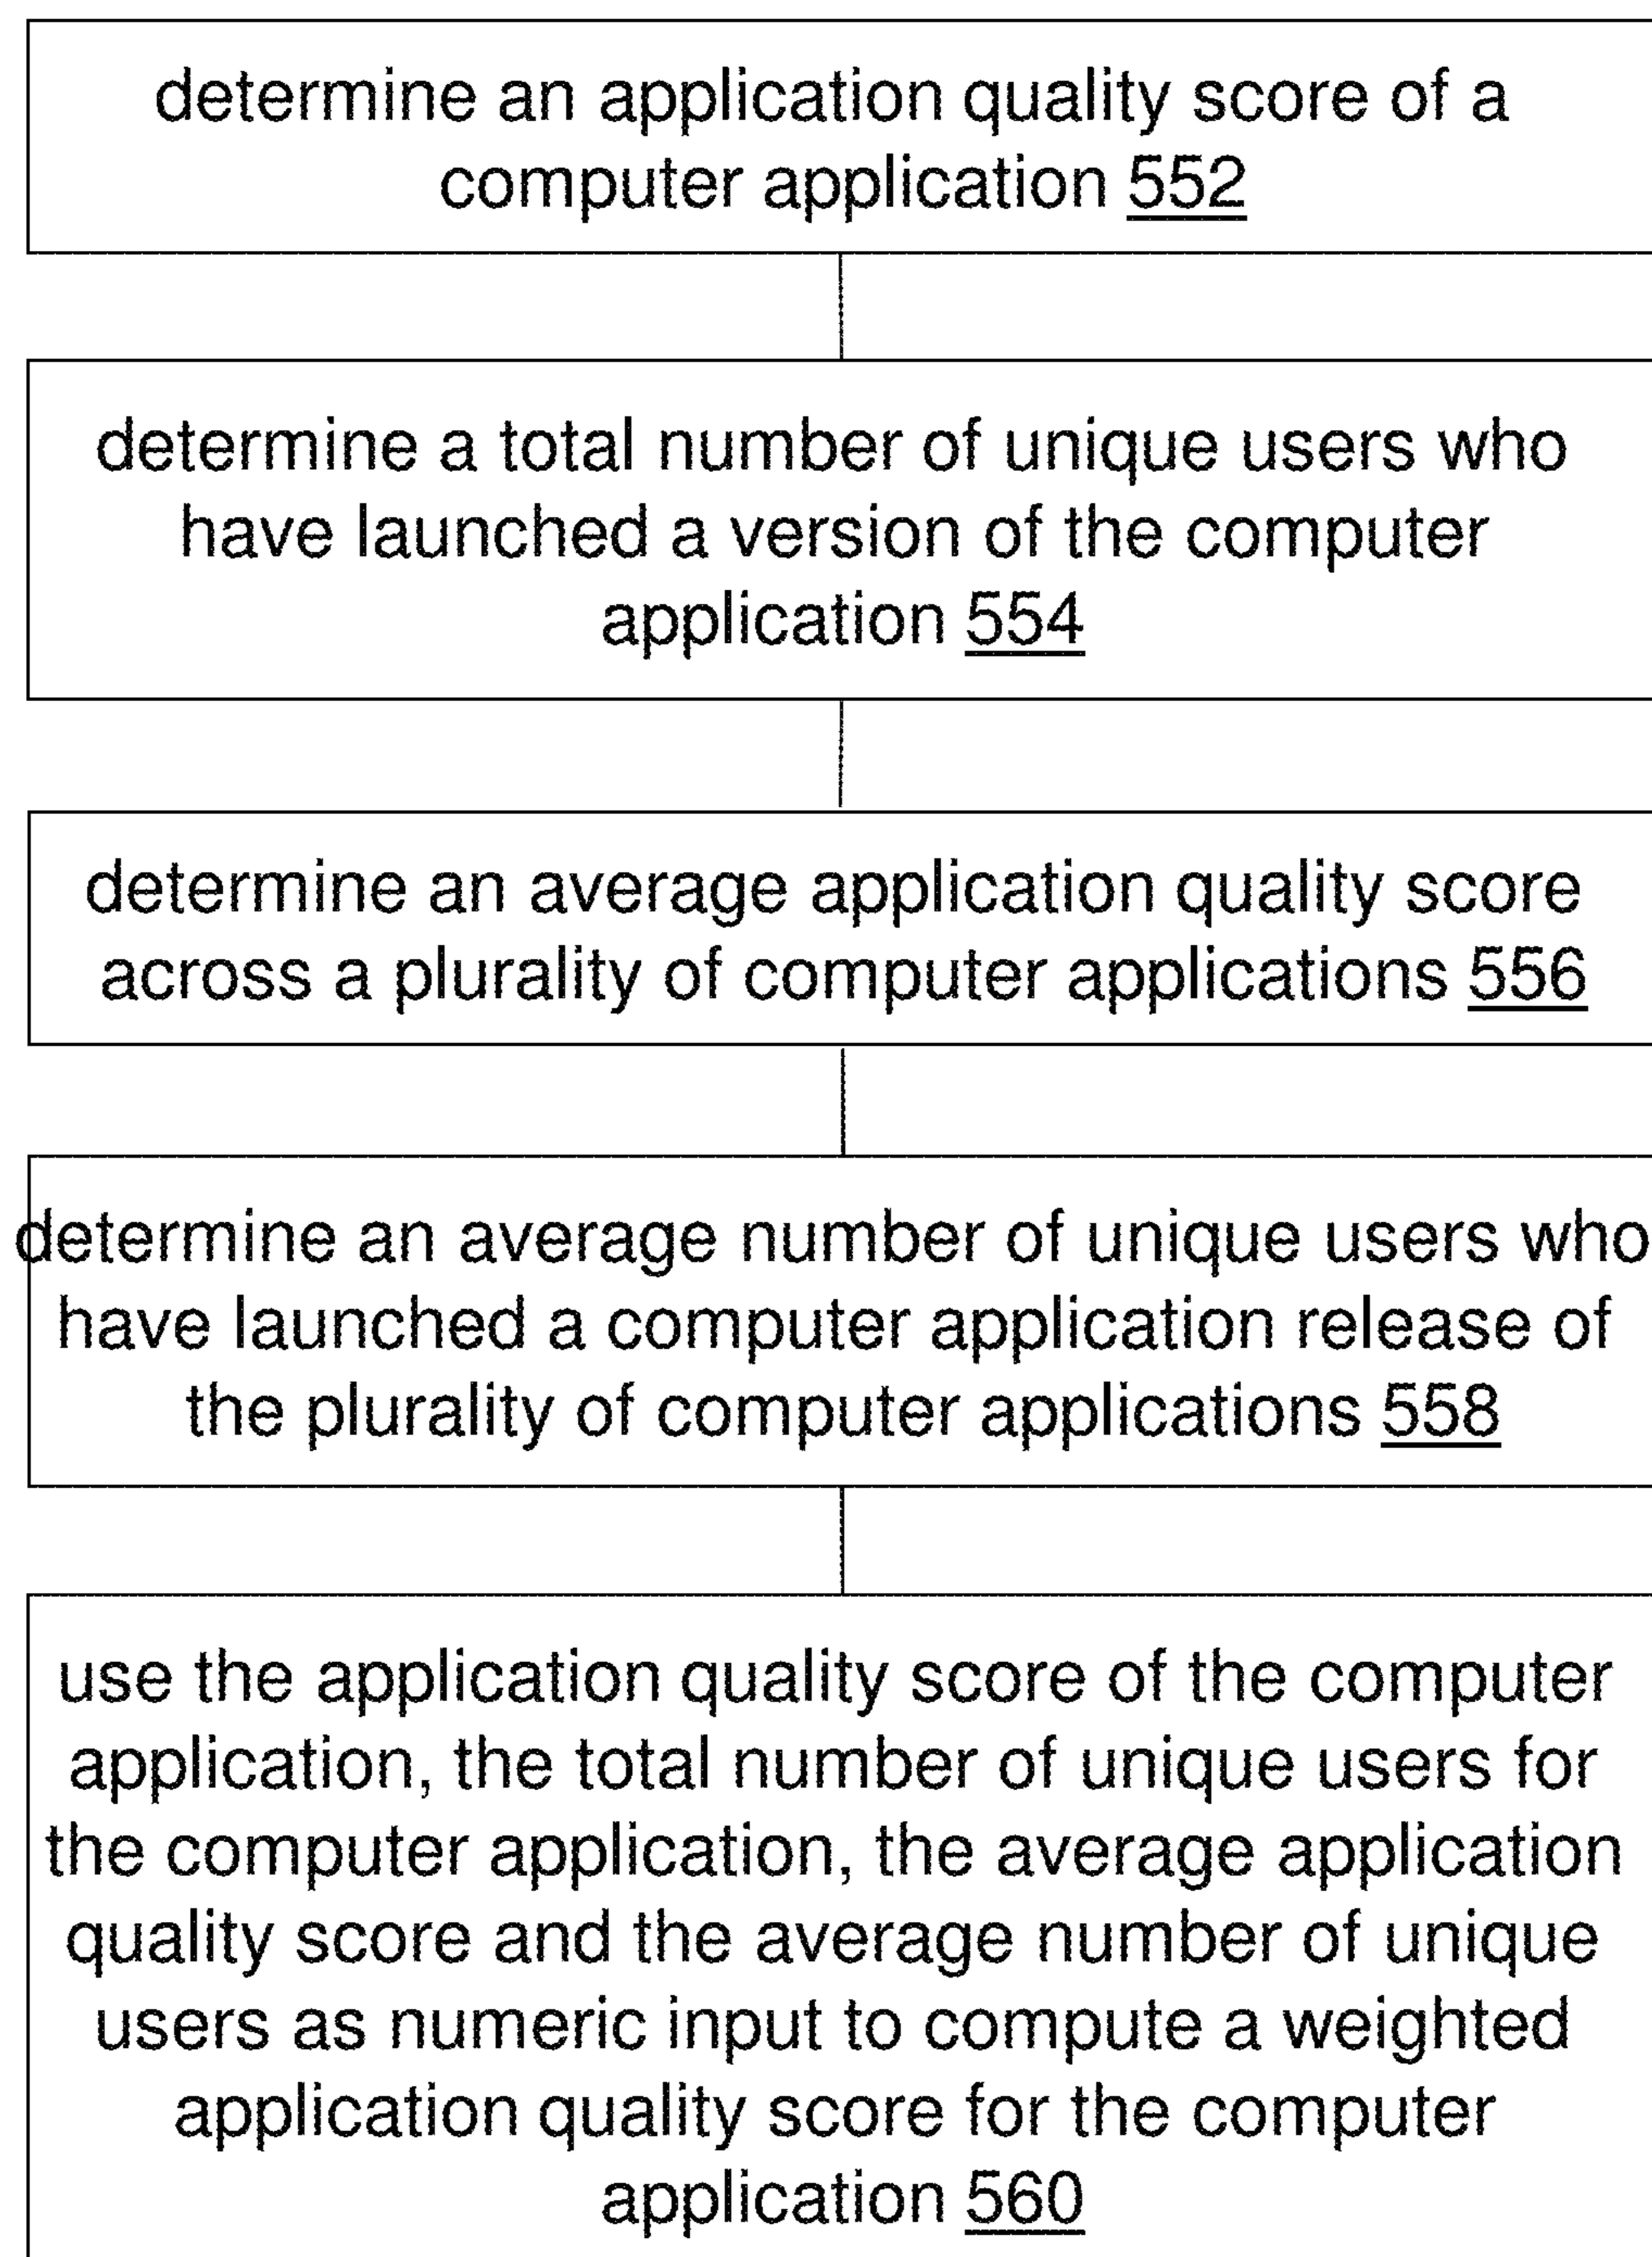 determine an application quality score of a
computer application 552
determine a total number of unique users who
have launched a version of the computer
application 554
determine an average application quality score
across a plurality of computer applications 556
determine an average number of unique users who
have launched a computer application release of
the plurality of computer applications 558
use the application quality score of the computer
application, the total number of unique users for
the computer application, the average application
quality score and the average number of unique
users as numeric input to compute a weighted
application quality score for the computer
application 560